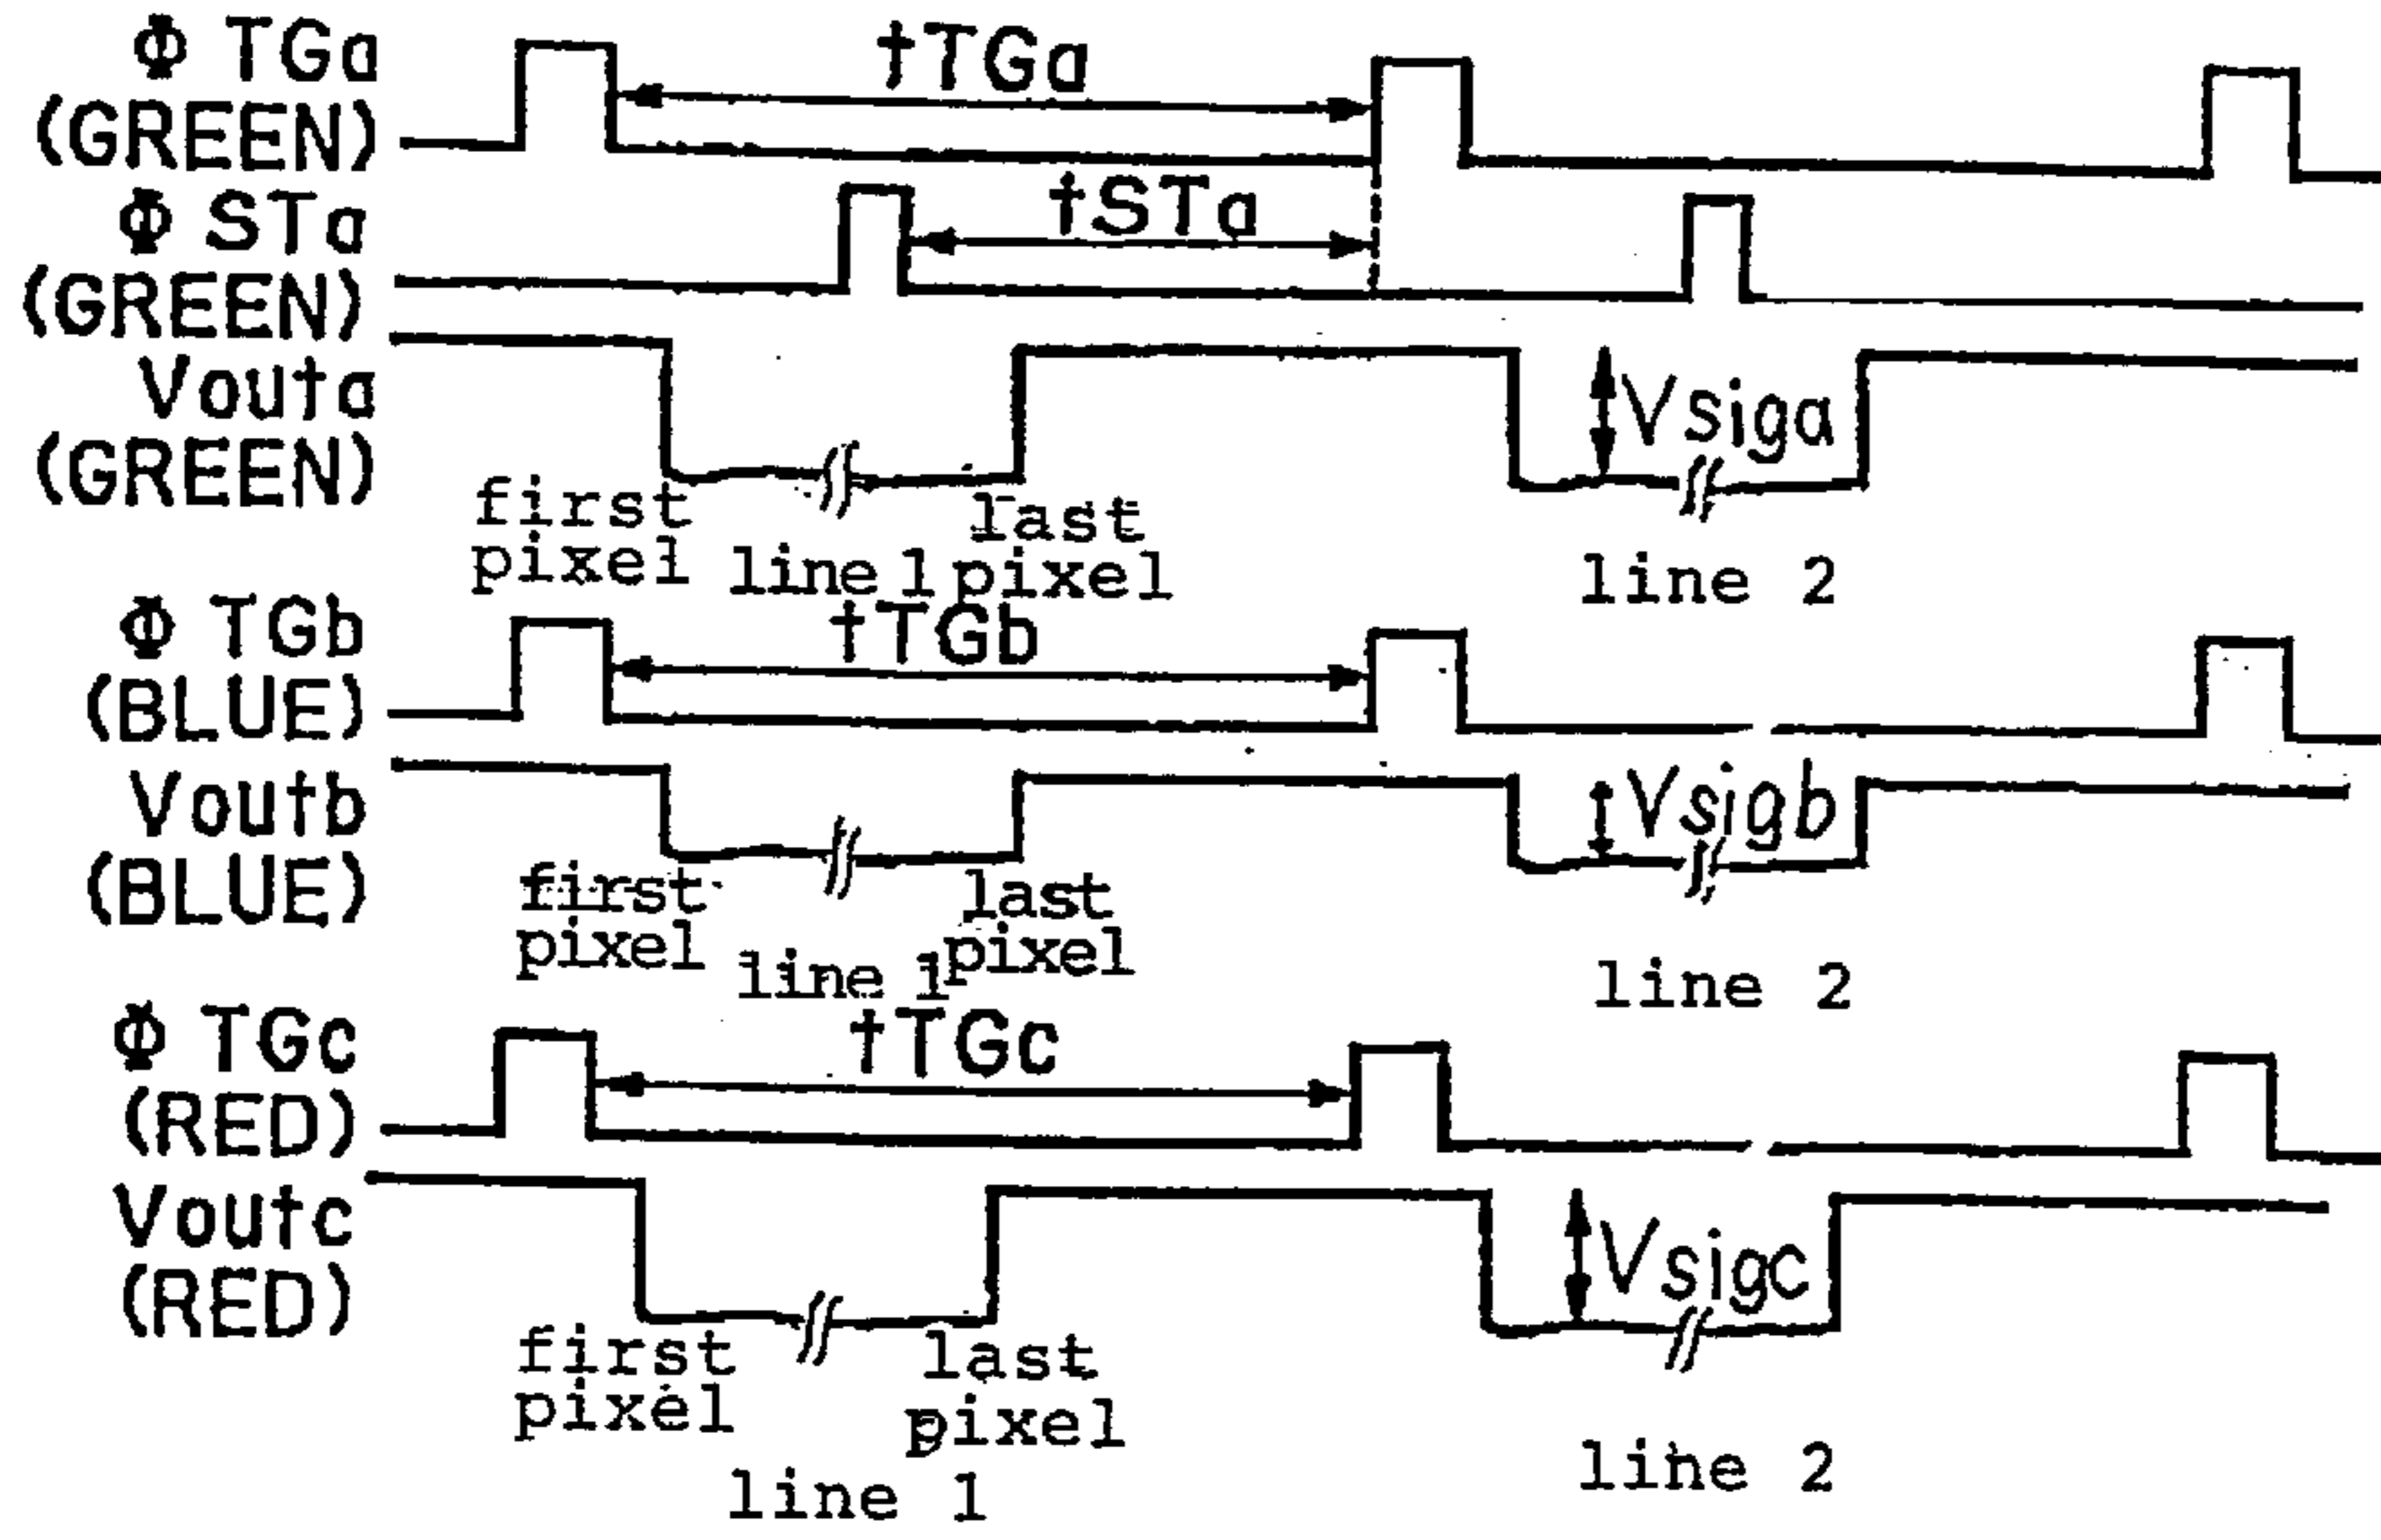 Φ TGa
(GREEN)
tTGa
Φ STa
(GREEN)
tSTa
Vouta
(GREEN)
Vsiga
first
pixel
line 1
last
pixel
line 2
Φ TGb
(BLUE)
tTGb
Voutb
(BLUE)
Vsigb
first
pixel
line 1
last
pixel
line 2
Φ TGc
(RED)
tTGc
Voutc
(RED)
Vsigc
first
pixel
last
pixel
line 1
line 2